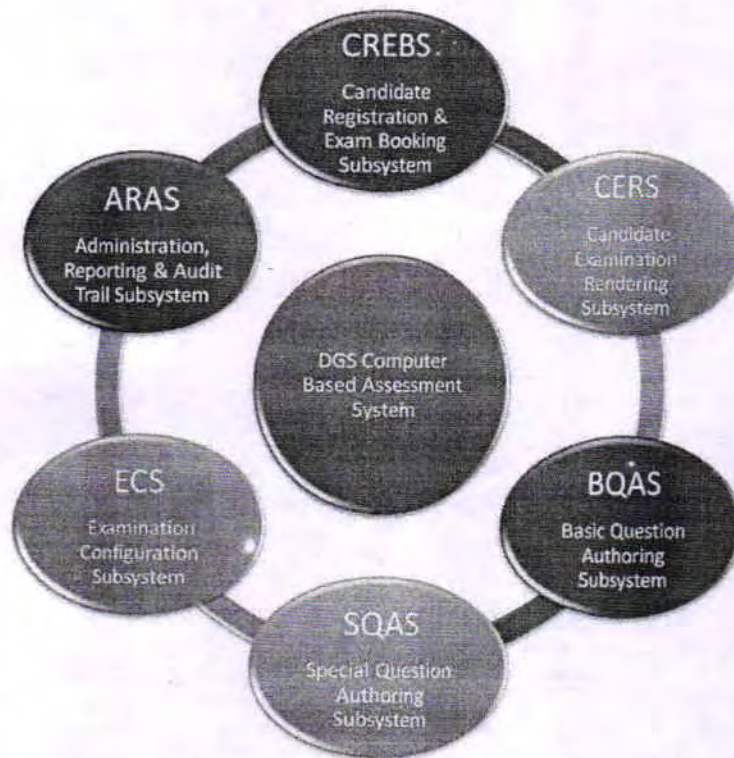 CREBS
Candidate
Registration &
Exam Booking
Subsystem
CERS
Candidate
Examination
Rendering
Subsystem
ARAS
Administration,
Reporting & Audit
Trail Subsystem
DGS Computer
Based Assessment
System
BQAS
Basic Question
Authoring
Subsystem
ECS
Examination
Configuration
Subsystem
SQAS
Special Question
Authoring
Subsystem